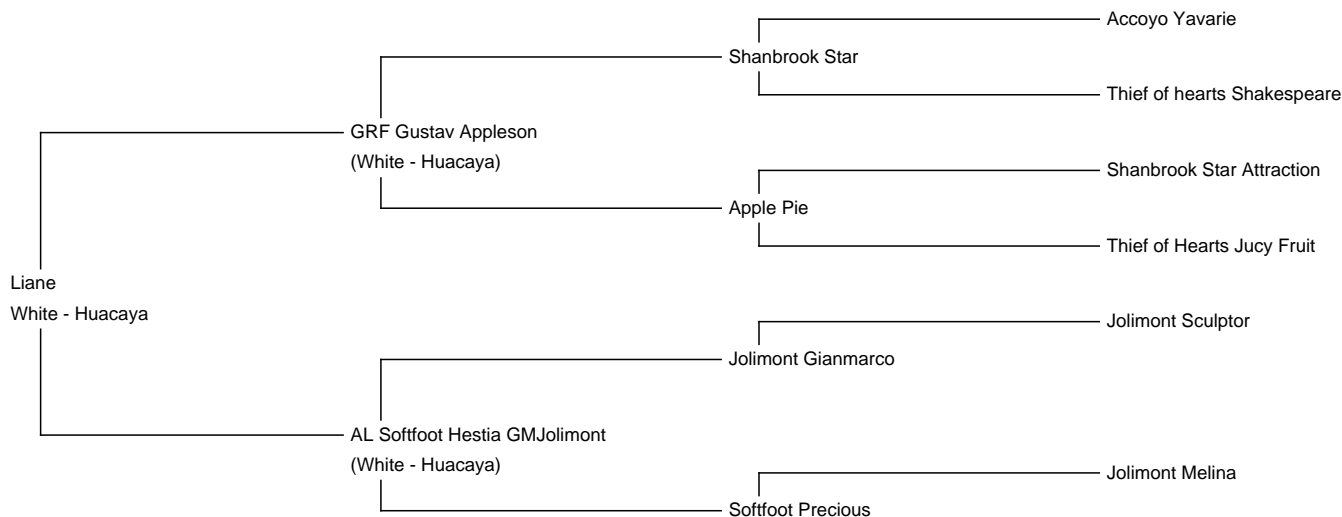 Accoyo Yavarie
Shanbrook Star
Thief of hearts Shakespeare
GRF Gustav Appleson
(White - Huacaya)
Shanbrook Star Attraction
Apple Pie
Thief of Hearts Jucy Fruit
Liane
White - Huacaya
Jolimont Sculptor
Jolimont Gianmarco
AL Softfoot Hestia GMJolimont
(White - Huacaya)
Jolimont Melina
Softfoot Precious